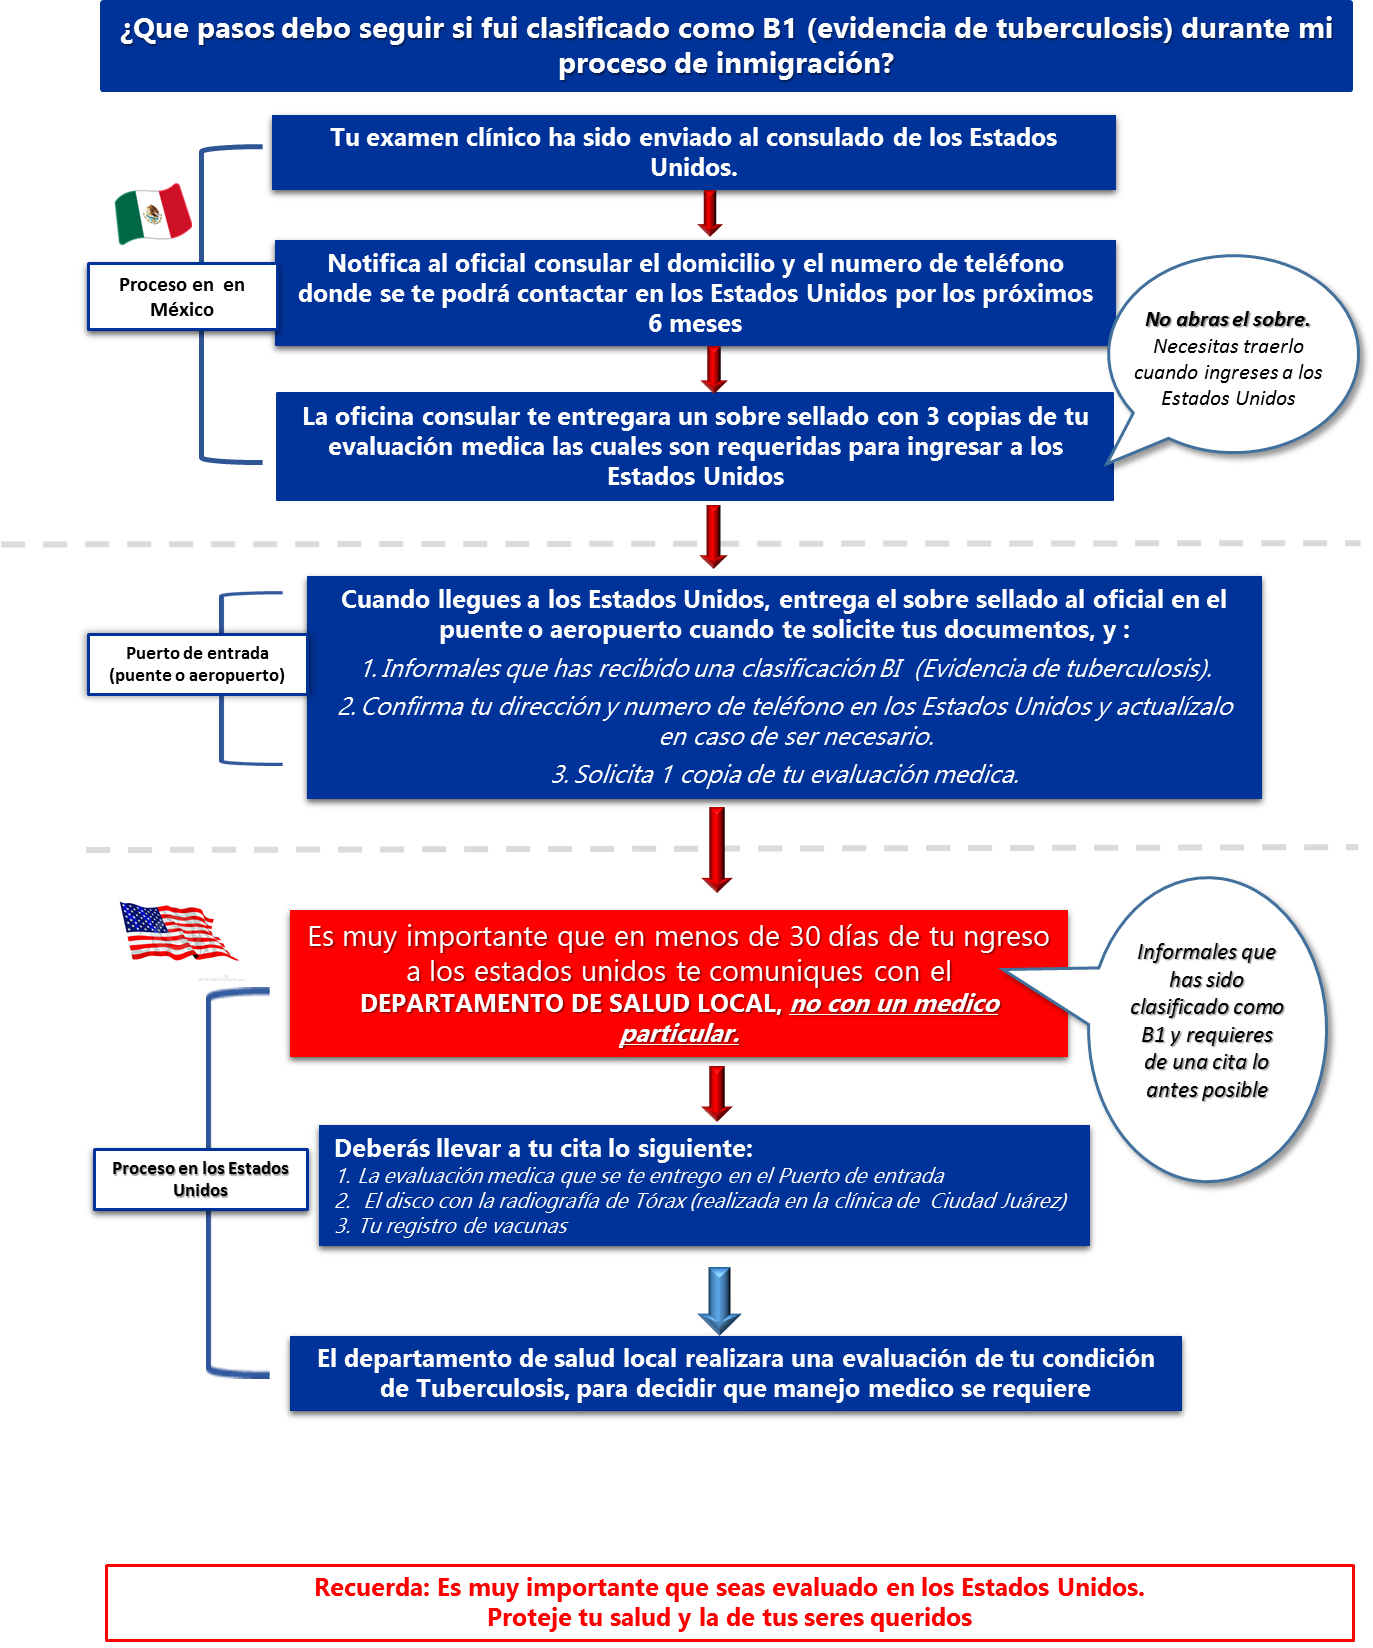 ¿Que pasos debo seguir si fui clasificado como B1 (evidencia de tuberculosis) durante mi
proceso de inmigración?
Tu examen clínico ha sido enviado al consulado de los Estados
Unidos.
Proceso en en
México
Notifica al oficial consular el domicilio y el numero de teléfono
donde se te podrá contactar en los Estados Unidos por los próximos
6 meses
No abras el sobre.
Necesitas traerlo
cuando ingreses a los
Estados Unidos
La oficina consular te entregara un sobre sellado con 3 copias de tu
evaluación medica las cuales son requeridas para ingresar a los
Estados Unidos
Puerto de entrada
(puente o aeropuerto)
Cuando llegues a los Estados Unidos, entrega el sobre sellado al oficial en el
puente o aeropuerto cuando te solicite tus documentos, y :
1. Informales que has recibido una clasificación BI (Evidencia de tuberculosis).
2. Confirma tu dirección y numero de teléfono en los Estados Unidos y actualízalo
en caso de ser necesario.
3. Solicita 1 copia de tu evaluación medica.
Es muy importante que en menos de 30 días de tu ngreso
a los estados unidos te comuniques con el
DEPARTAMENTO DE SALUD LOCAL, no con un medico
particular.
Informales que
has sido
clasificado como
B1 y requieres
de una cita lo
antes posible
Proceso en los Estados
Unidos
Deberás llevar a tu cita lo siguiente:
1. La evaluación medica que se te entrego en el Puerto de entrada
2. El disco con la radiografía de Tórax (realizada en la clínica de Ciudad Juárez)
3. Tu registro de vacunas
El departamento de salud local realizara una evaluación de tu condición
de Tuberculosis, para decidir que manejo medico se requiere
Recuerda: Es muy importante que seas evaluado en los Estados Unidos.
Proteje tu salud y la de tus seres queridos